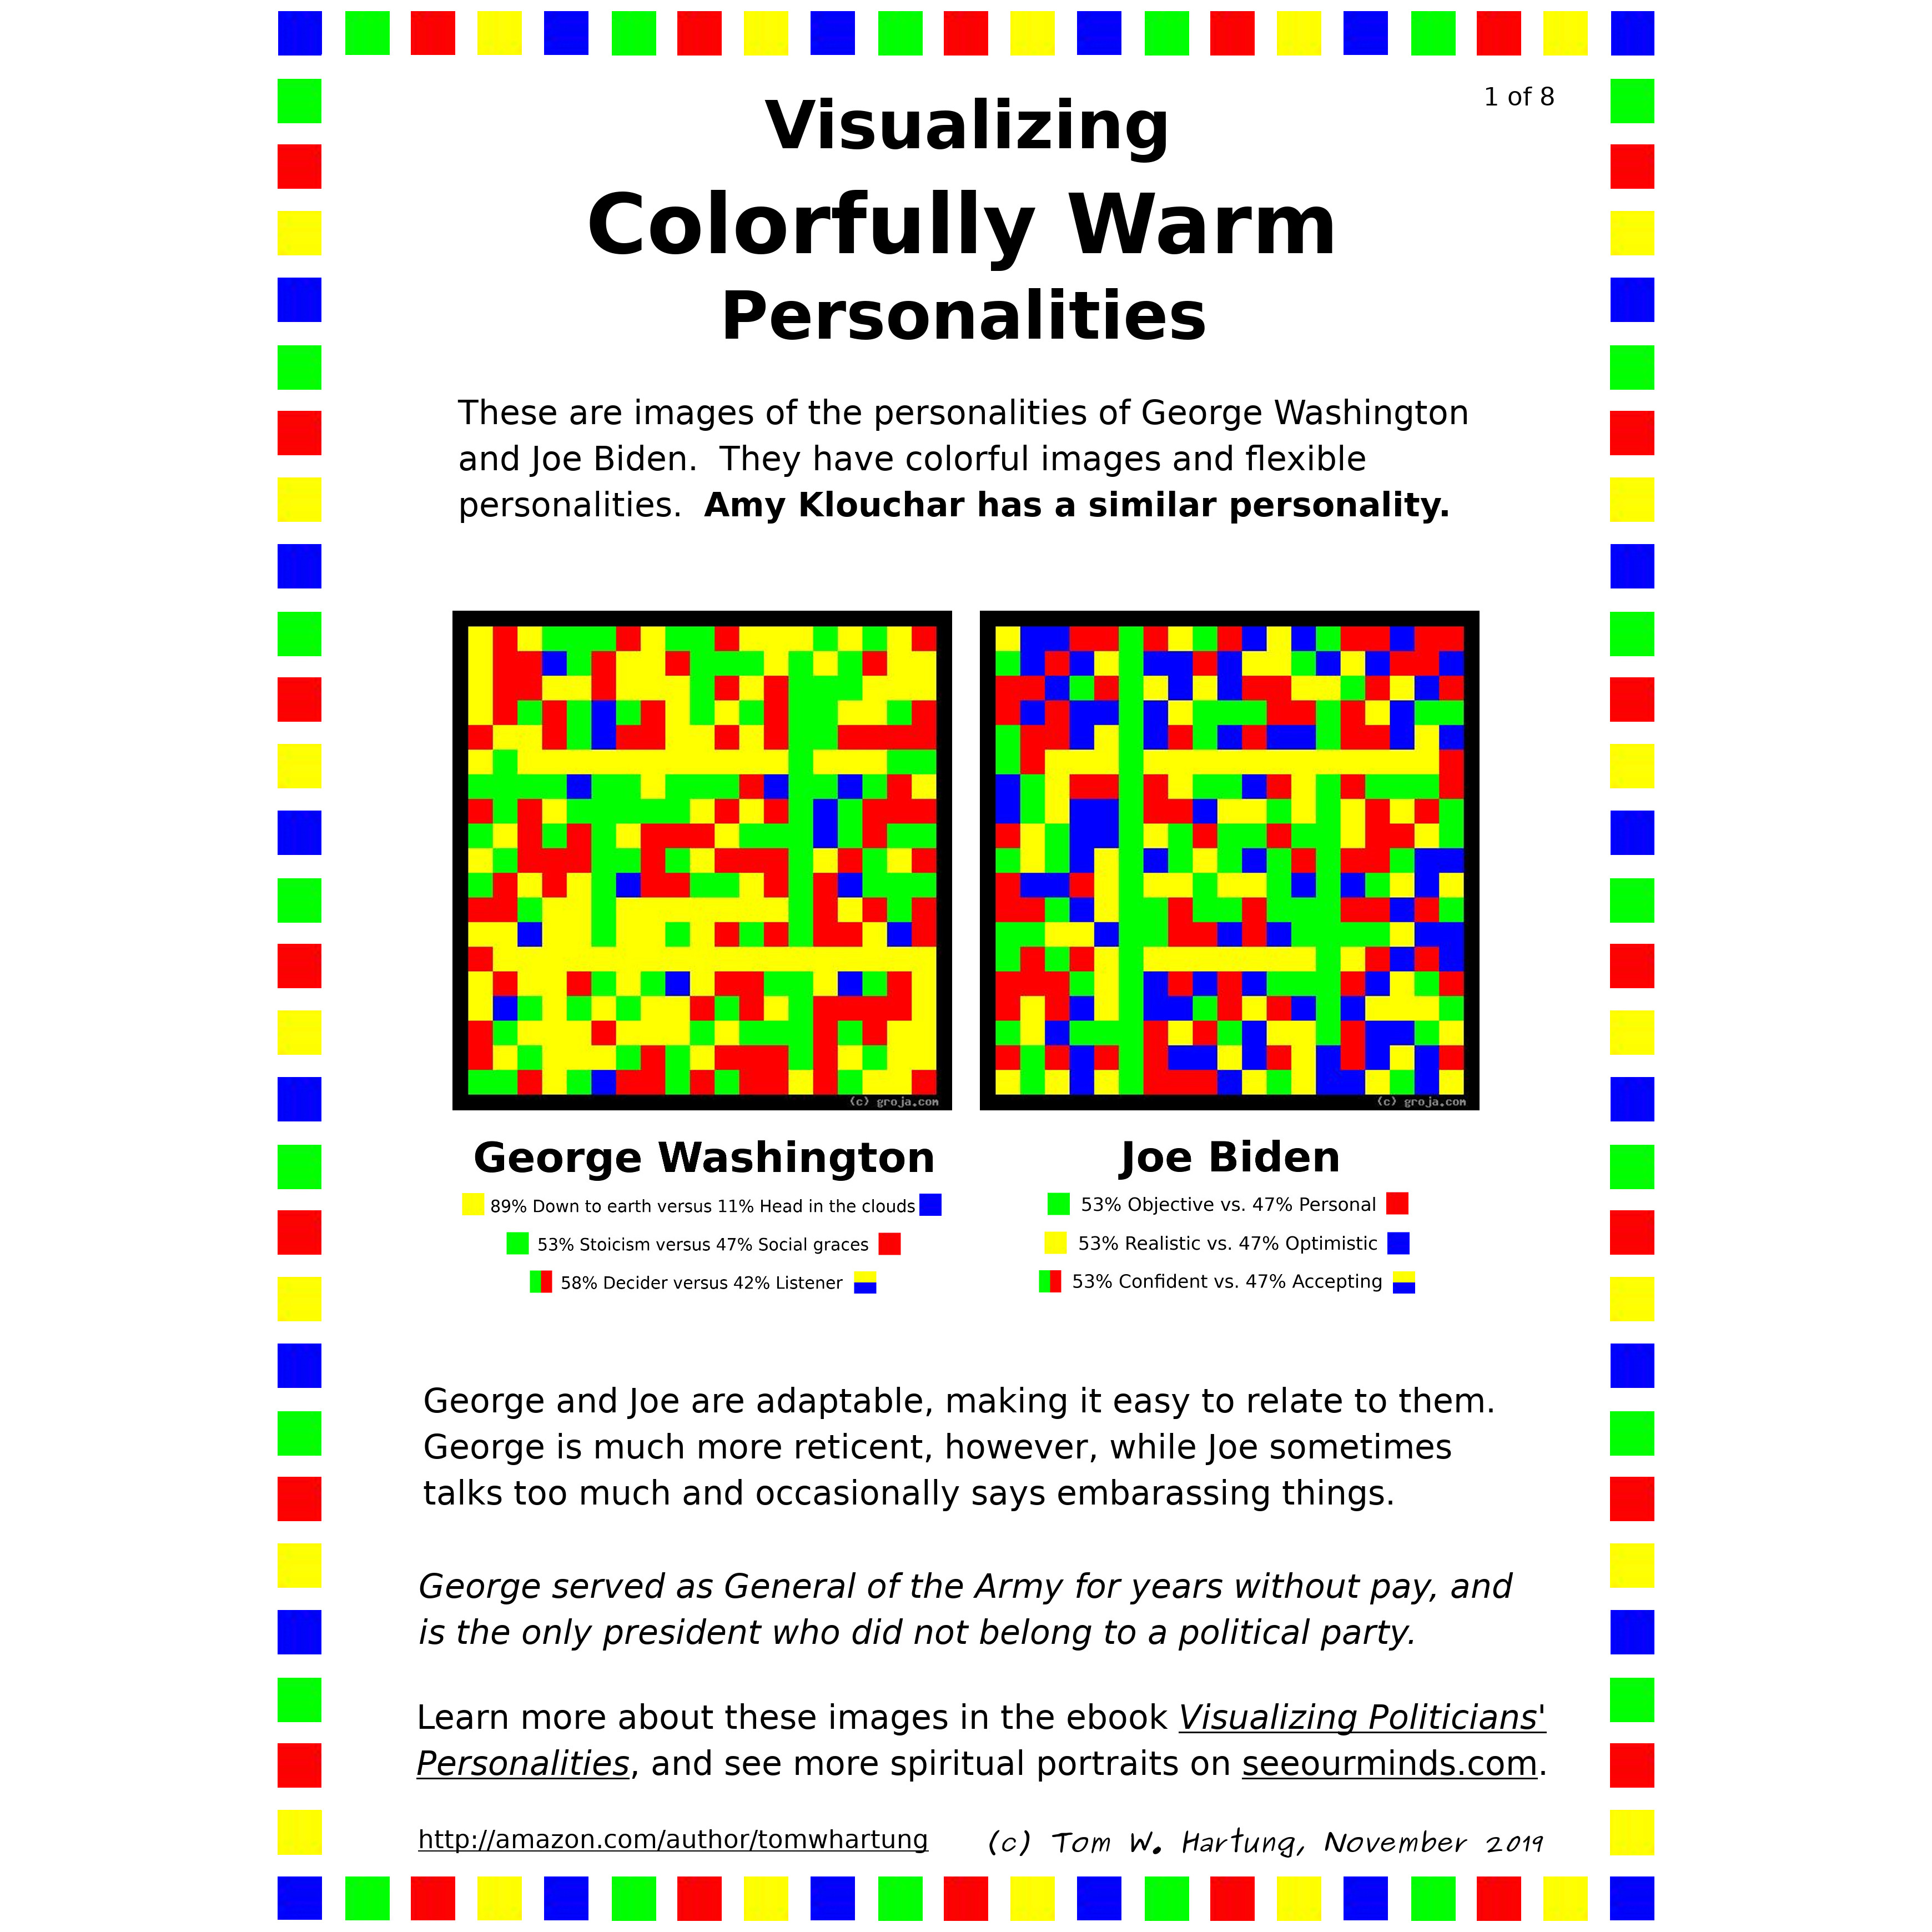 1 of 8
Visualizing
Colorfully Warm
Personalities
These are images of the personalities of George Washington
and Joe Biden.  They have colorful images and flexible
personalities.  Amy Klouchar has a similar personality.
(c) groja.com
(c) groja.com
George Washington
89% Down to earth versus 11% Head in the clouds
53% Stoicism versus 47% Social graces
58% Decider versus 42% Listener
Joe Biden
53% Objective vs. 47% Personal
53% Realistic vs. 47% Optimistic
53% Confident vs. 47% Accepting
George and Joe are adaptable, making it easy to relate to them.
George is much more reticent, however, while Joe sometimes
talks too much and occasionally says embarassing things.
George served as General of the Army for years without pay, and
is the only president who did not belong to a political party.
Learn more about these images in the ebook Visualizing Politicians'
Personalities, and see more spiritual portraits on seeourminds.com.
http://amazon.com/author/tomwhartung
(c) Tom W. Hartung, November 2019